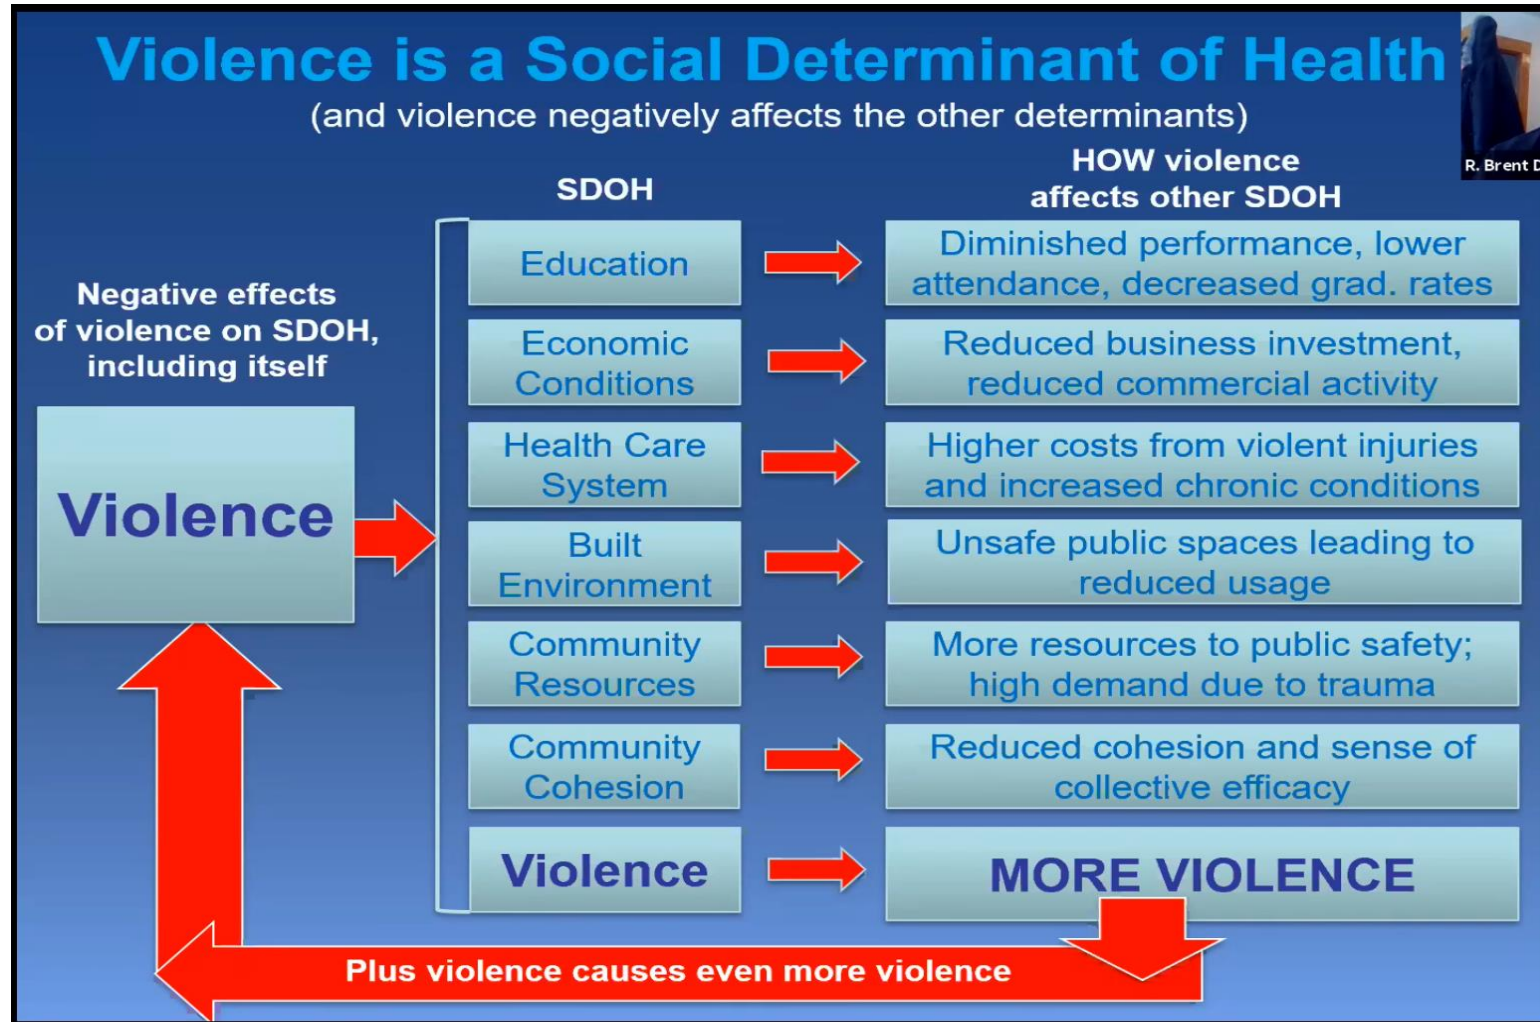 Violence is a Social Determinant of Health
(and violence negatively affects the other determinants)
R. Brent D
SDOH
HOW violence
affects other SDOH
Negative effects
of violence on SDOH,
including itself
Violence
Education
Diminished performance, lower
attendance, decreased grad. rates
Economic
Conditions
Reduced business investment,
reduced commercial activity
Health Care
System
Higher costs from violent injuries
and increased chronic conditions
Built
Environment
Unsafe public spaces leading to
reduced usage
Community
Resources
More resources to public safety;
high demand due to trauma
Community
Cohesion
Reduced cohesion and sense of
collective efficacy
Violence
MORE VIOLENCE
Plus violence causes even more violence